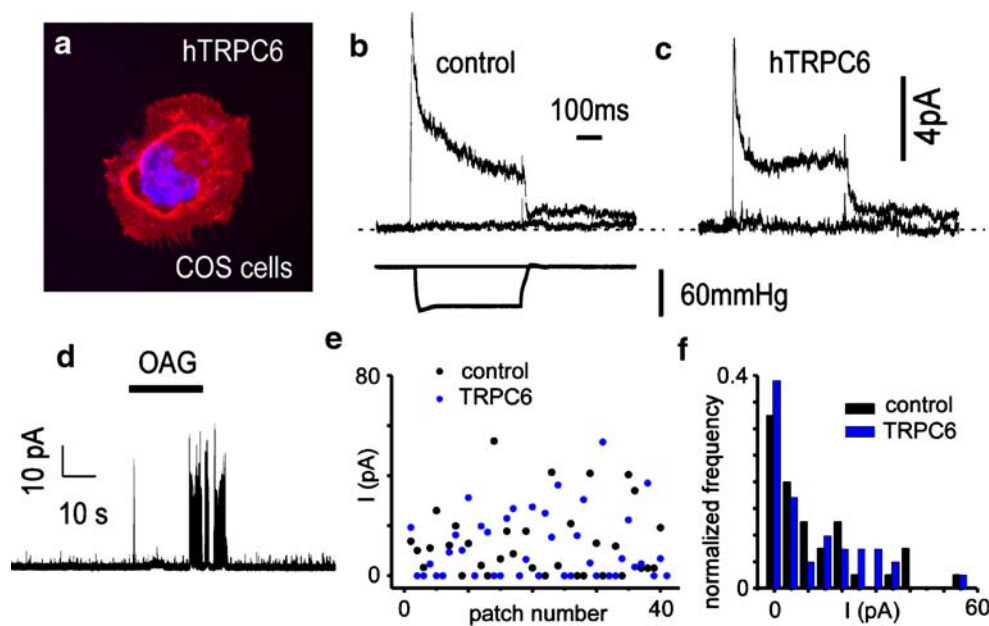 a
hTRPC6
COS cells
b
control
100ms
c
hTRPC6
4pA
60mmHg
d
OAG
10 pA
10 s
e
control
TRPC6
80
I (pA)
0
0
20
40
patch number
f
control
TRPC6
0.4
normalized frequency
0
0
I (pA)
60